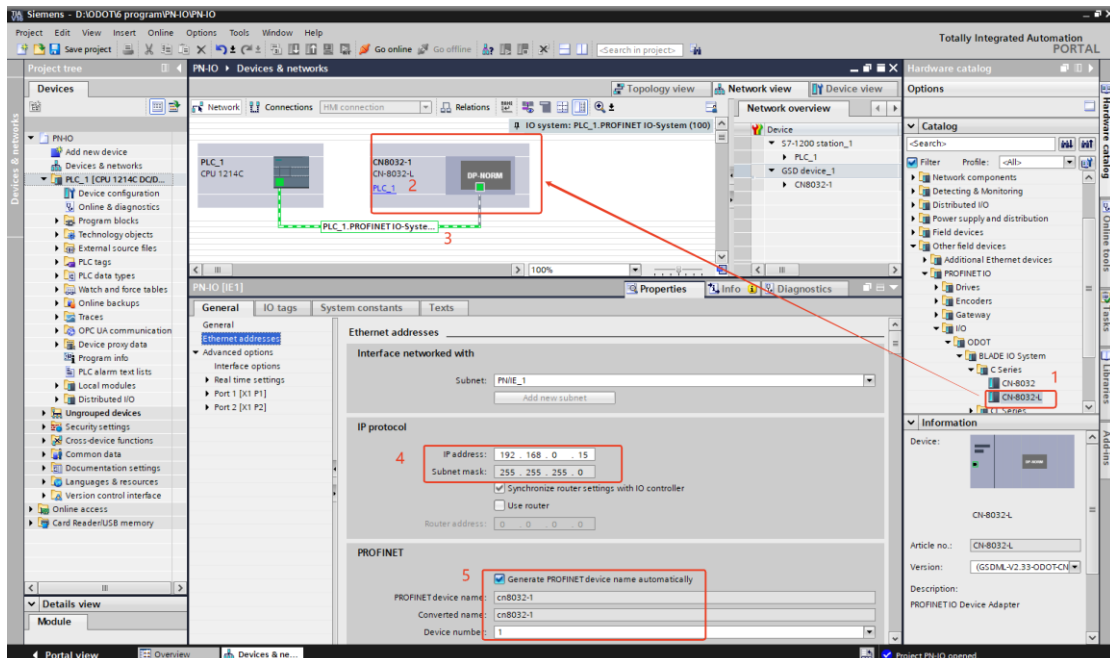 Siemens - D:\ODOT\6 program\PN-IO\PN-IO
Project Edit View Insert Online Options Tools Window Help
Save project Go online Go offline <Search in project>
Totally Integrated Automation
PORTAL
Project tree
Devices
PN-IO
Add new device
Devices & networks
PLC_1 [CPU 1214C DC/D...
Device configuration
Online & diagnostics
Program blocks
Technology objects
External source files
PLC tags
PLC data types
Watch and force tables
Online backups
Traces
OPC UA communication
Device proxy data
Program info
PLC alarm text lists
Local modules
Distributed I/O
Ungrouped devices
Security settings
Cross-device functions
Common data
Documentation settings
Languages & resources
Version control interface
Online access
Card Reader/USB memory
Details view
Module
Devices & networks
PN-IO Devices & networks
Topology view Network view Device view
Network Connections HMI connection Relations
IO system: PLC_1.PROFINET IO-System (100)
PLC_1
CPU 1214C
CN8032-1
CN-8032-L
PLC_1
DP-NORM
2
PLC_1.PROFINET IO-Syste...
3
100%
Network overview
Device
S7-1200 station_1
PLC_1
GSD device_1
CN8032-1
PN-IO [IE1]
Properties Info Diagnostics
General IO tags System constants Texts
General
Ethernet addresses
Advanced options
Interface options
Real time settings
Port 1 [X1 P1]
Port 2 [X1 P2]
Ethernet addresses
Interface networked with
Subnet: PN/IE_1
Add new subnet
IP protocol
4
IP address: 192 . 168 . 0 . 15
Subnet mask: 255 . 255 . 255 . 0
Synchronize router settings with IO controller
Use router
Router address: 0 . 0 . 0 . 0
PROFINET
5
Generate PROFINET device name automatically
PROFINET device name: cn8032-1
Converted name: cn8032-1
Device number: 1
Hardware catalog
Options
Catalog
<Search>
Filter Profile: <All>
Network components
Detecting & Monitoring
Distributed I/O
Power supply and distribution
Field devices
Other field devices
Additional Ethernet devices
PROFINET IO
Drives
Encoders
Gateway
I/O
ODOT
BLADE IO System
C Series
CN-8032
CN-8032-L
1
CL Series
Information
Device:
DP-NORM
CN-8032-L
Article no.: CN-8032-L
Version: (GSDML-V2.33-ODOT-CN
Description:
PROFINET IO Device Adapter
Hardware catalog
Online tools
Tasks
Libraries
Add-ins
Portal view Overview Devices & ne...
Project PN-IO opened.